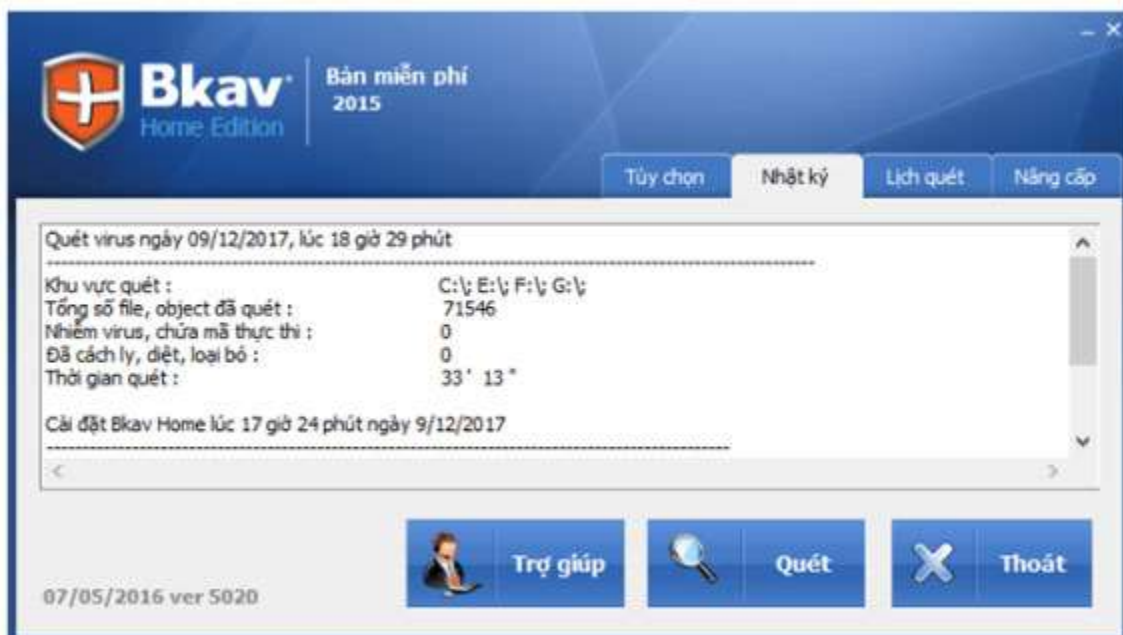 Bkav
Home Edition
Bản miễn phí
2015
Tùy chọn
Nhật ký
Lịch quét
Nâng cấp
Quét virus ngày 09/12/2017, lúc 18 giờ 29 phút
Khu vực quét : C:\; E:\; F:\; G:\;
Tổng số file, object đã quét : 71546
Nhiễm virus, chứa mã thực thi : 0
Đã cách ly, diệt, loại bỏ : 0
Thời gian quét : 33 ' 13 "
Cài đặt Bkav Home lúc 17 giờ 24 phút ngày 9/12/2017
Trợ giúp
Quét
Thoát
07/05/2016 ver 5020